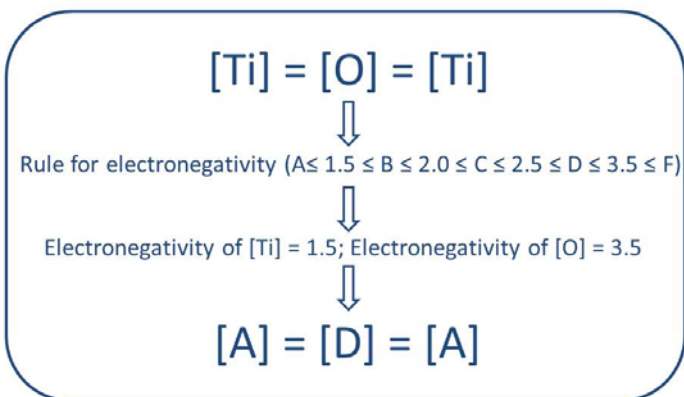 [Ti] = [O] = [Ti]
Rule for electronegativity (A≤ 1.5 ≤ B ≤ 2.0 ≤ C ≤ 2.5 ≤ D ≤ 3.5 ≤ F)
Electronegativity of [Ti] = 1.5; Electronegativity of [O] = 3.5
[A] = [D] = [A]